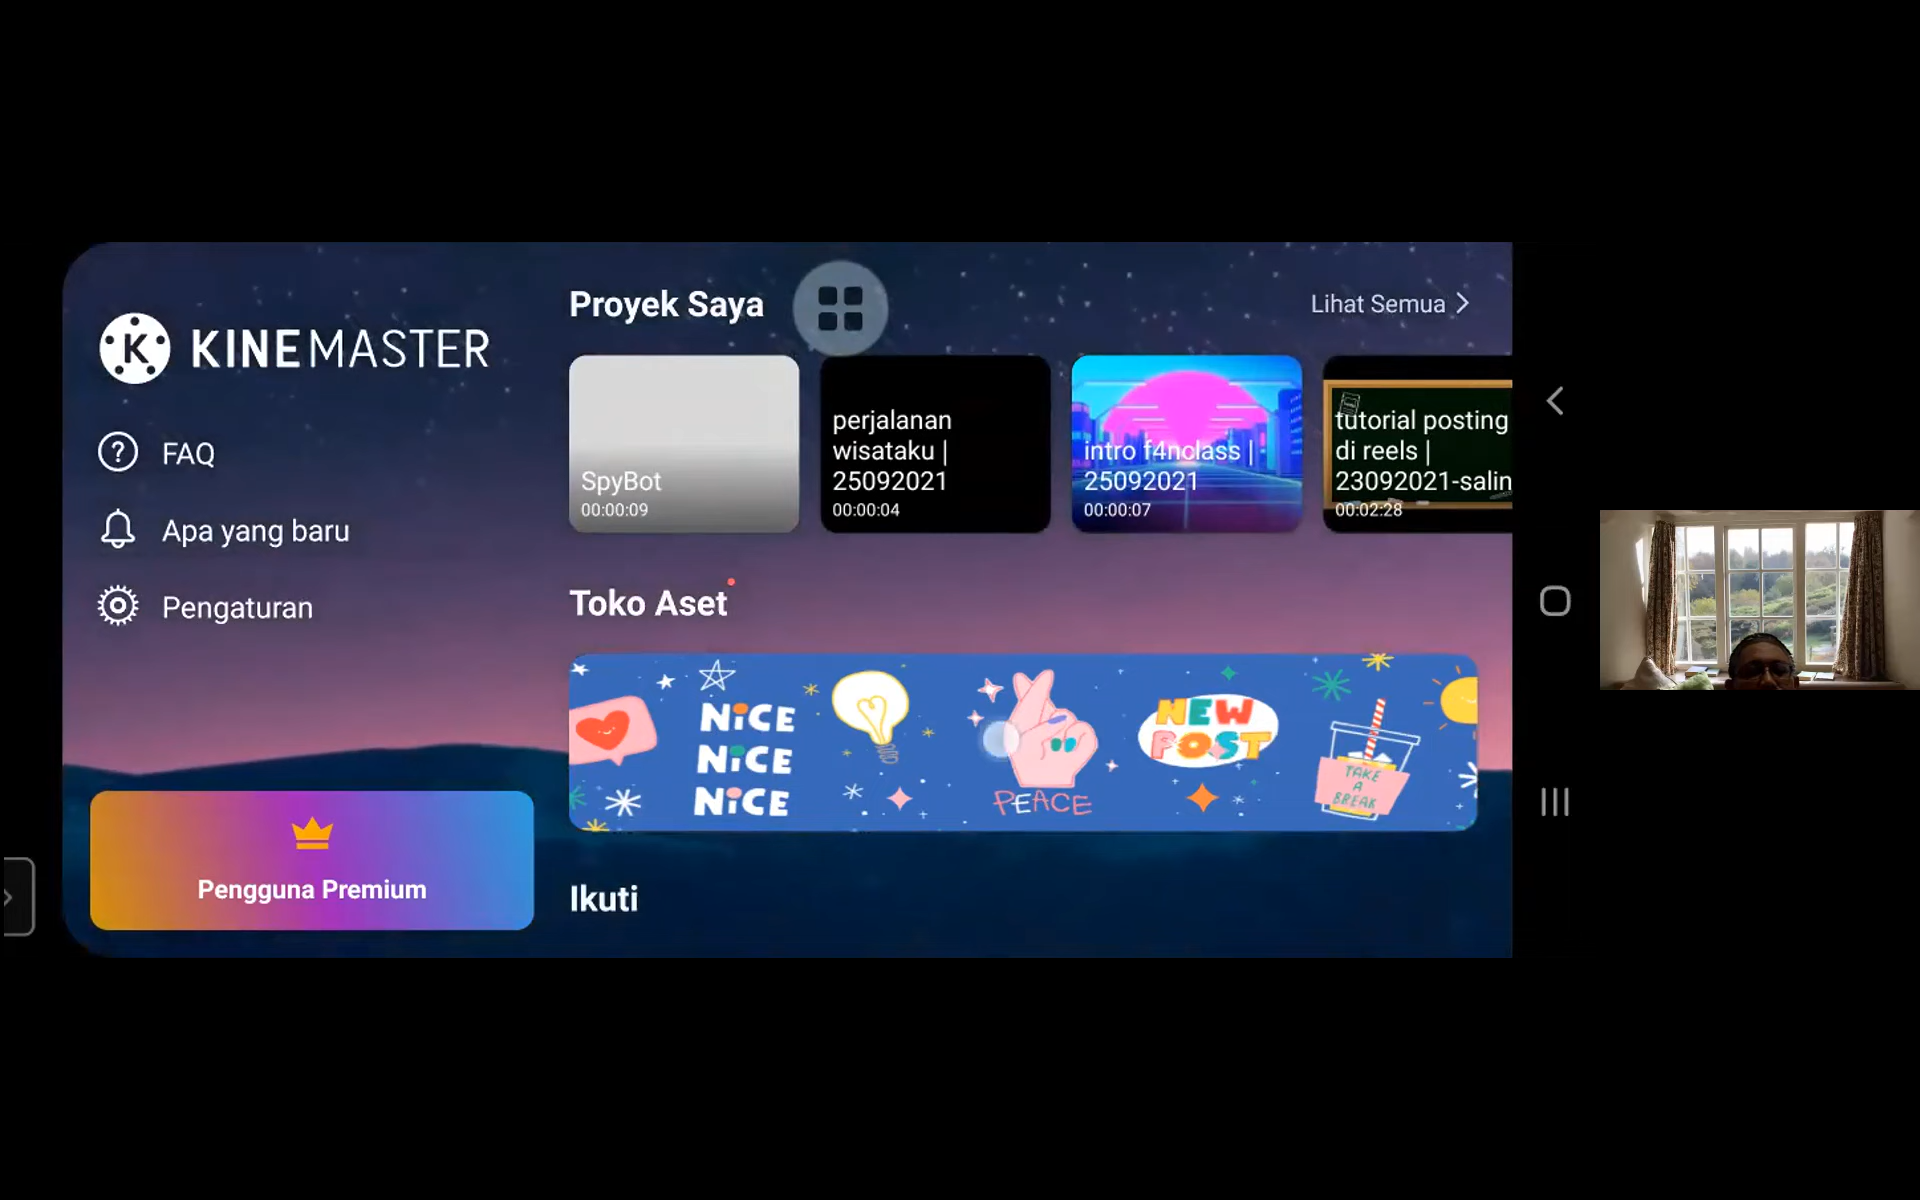 KINEMASTER
FAQ
Apa yang baru
Pengaturan
Pengguna Premium
Proyek Saya
Lihat Semua
SpyBot
00:00:09
perjalanan
wisataku |
25092021
00:00:04
intro f4nclass |
25092021
00:00:07
tutorial posting
di reels |
23092021-salin
00:02:28
Toko Aset
NiCE
NiCE
NiCE
PEACE
NEW
POST
TAKE
A
BREAK
Ikuti